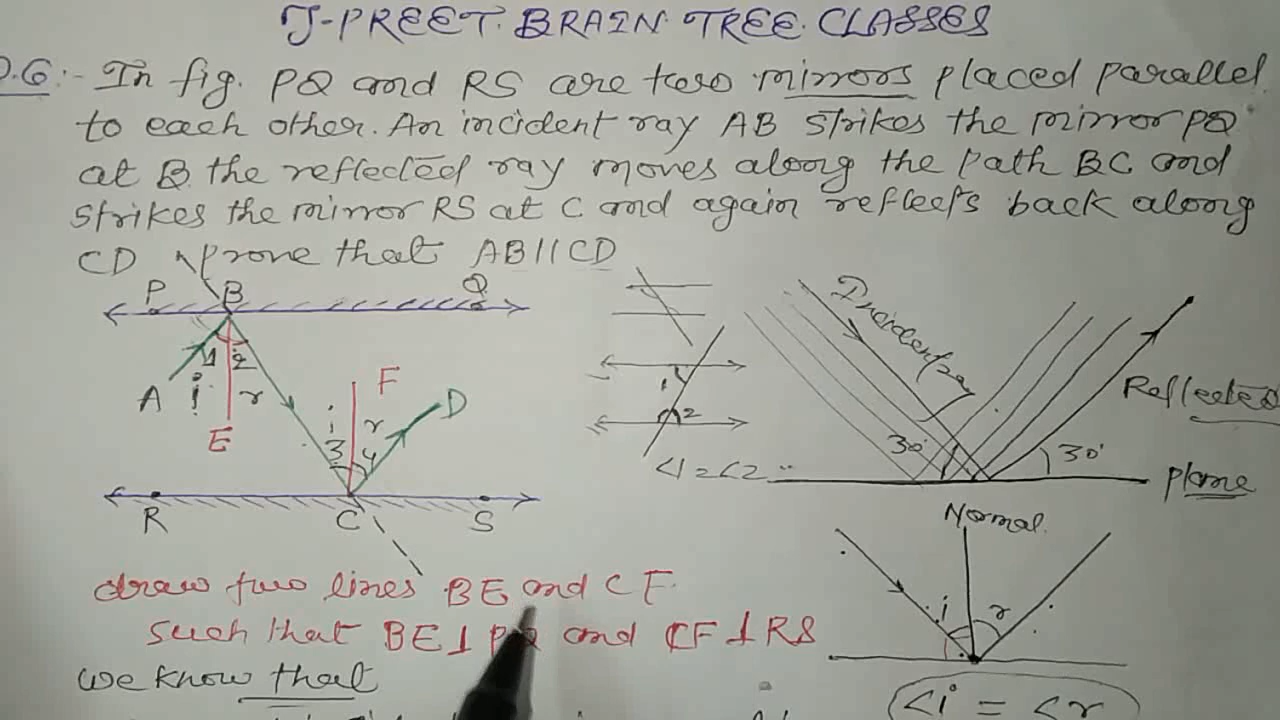 J-PREET BRAIN TREE CLASSES
Q.6:- In fig. PQ and RS are two mirrors placed parallel
to each other. An incident ray AB strikes the mirror PQ
at B. the reflected ray moves along the path BC and
strikes the mirror RS at C and again reflects back along
CD prove that AB||CD
P B Q
1 2
A i r
E
F
i r D
3 4
R C S
1
2
<1=<2
Incident ray
Reflected
30° 30°
plane
Normal
i r
draw two lines BE and CF
Such that BE⊥PQ and CF⊥RS
we know that
<i = <r